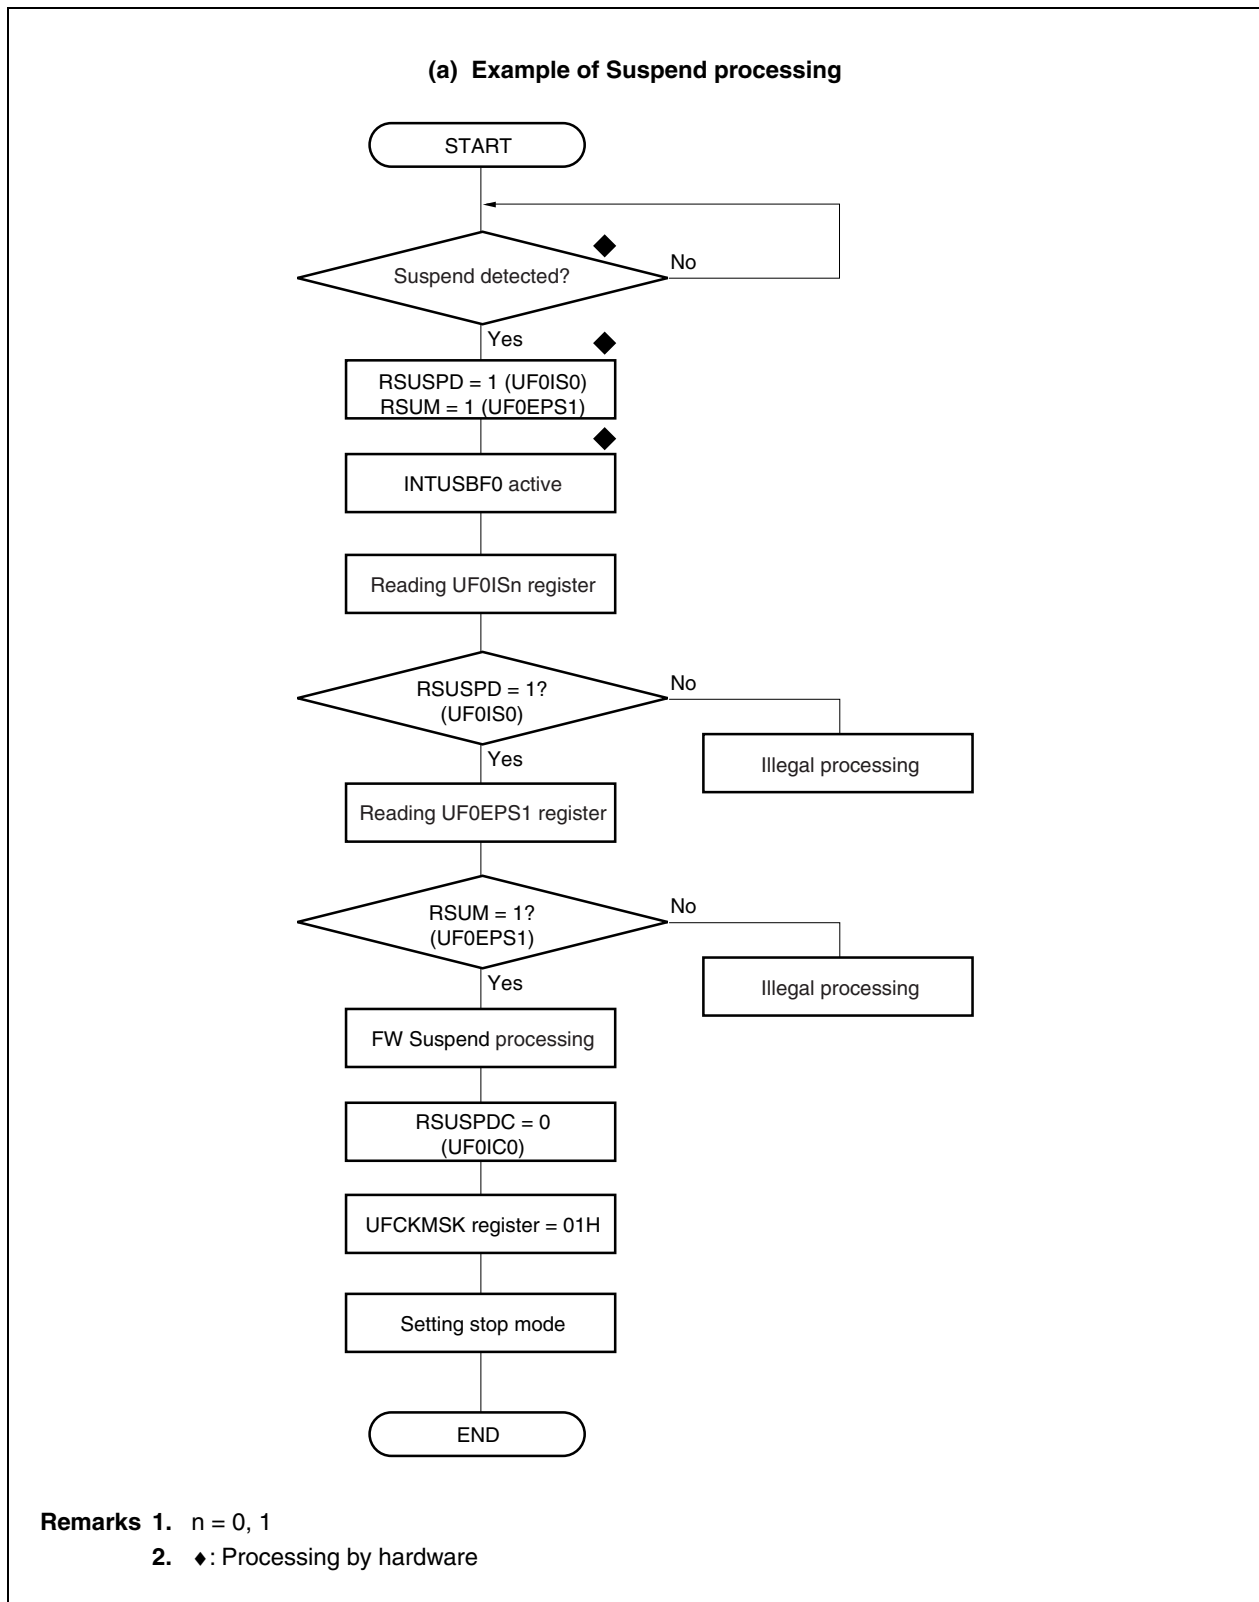 (a) Example of Suspend processing
START
Suspend detected?
No
Yes
RSUSPD = 1 (UF0IS0)
RSUM = 1 (UF0EPS1)
INTUSBF0 active
Reading UF0ISn register
RSUSPD = 1?
(UF0IS0)
No
Illegal processing
Yes
Reading UF0EPS1 register
RSUM = 1?
(UF0EPS1)
No
Illegal processing
Yes
FW Suspend processing
RSUSPDC = 0
(UF0IC0)
UFCKMSK register = 01H
Setting stop mode
END
Remarks 1. n = 0, 1
2. ♦: Processing by hardware